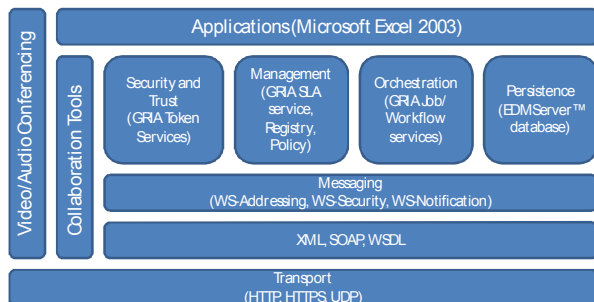 Video/Audio Conferencing
Applications(Microsoft Excel 2003)
Collaboration Tools
Security and
Trust
(GRIA Token
Services)
Management
(GRIA SLA
service,
Registry,
Policy)
Orchestration
(GRIA Job/
Workflow
services)
Persistence
(EDMServer™
database)
Messaging
(WS-Addressing, WS-Security, WS-Notification)
XML, SOAP, WSDL
Transport
(HTTP, HTTPS, UDP)